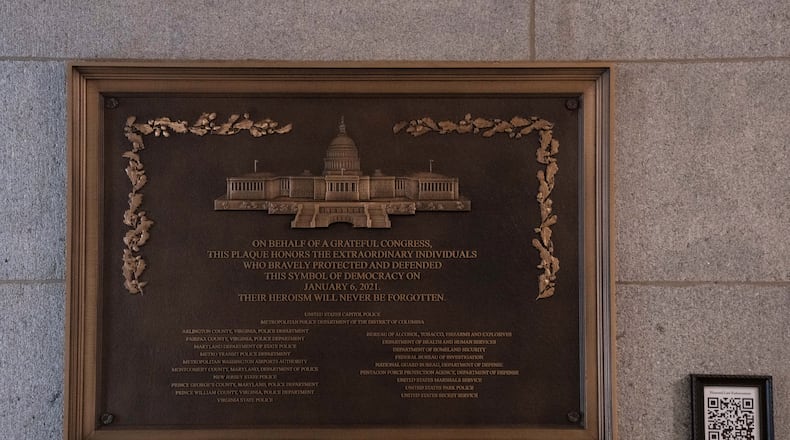 ON BEHALF OF A GRATEFUL CONGRESS,
THIS PLAQUE HONORS THE EXTRAORDINARY INDIVIDUALS
WHO BRAVELY PROTECTED AND DEFENDED
THIS SYMBOL OF DEMOCRACY ON
JANUARY 6, 2021.
THEIR HEROISM WILL NEVER BE FORGOTTEN.
UNITED STATES CAPITOL POLICE
METROPOLITAN POLICE DEPARTMENT OF THE DISTRICT OF COLUMBIA
ARLINGTON COUNTY, VIRGINIA, POLICE DEPARTMENT
FAIRFAX COUNTY, VIRGINIA, POLICE DEPARTMENT
MARYLAND DEPARTMENT OF STATE POLICE
METRO TRANSIT POLICE DEPARTMENT
METROPOLITAN WASHINGTON AIRPORTS AUTHORITY
MONTGOMERY COUNTY, MARYLAND, DEPARTMENT OF POLICE
NEW JERSEY STATE POLICE
PRINCE GEORGE'S COUNTY, MARYLAND, POLICE DEPARTMENT
PRINCE WILLIAM COUNTY, VIRGINIA, POLICE DEPARTMENT
VIRGINIA STATE POLICE
BUREAU OF ALCOHOL, TOBACCO, FIREARMS AND EXPLOSIVES
DEPARTMENT OF HEALTH AND HUMAN SERVICES
DEPARTMENT OF HOMELAND SECURITY
FEDERAL BUREAU OF INVESTIGATION
NATIONAL GUARD BUREAU, DEPARTMENT OF DEFENSE
PENTAGON FORCE PROTECTION AGENCY, DEPARTMENT OF DEFENSE
UNITED STATES MARSHALS SERVICE
UNITED STATES PARK POLICE
UNITED STATES SECRET SERVICE